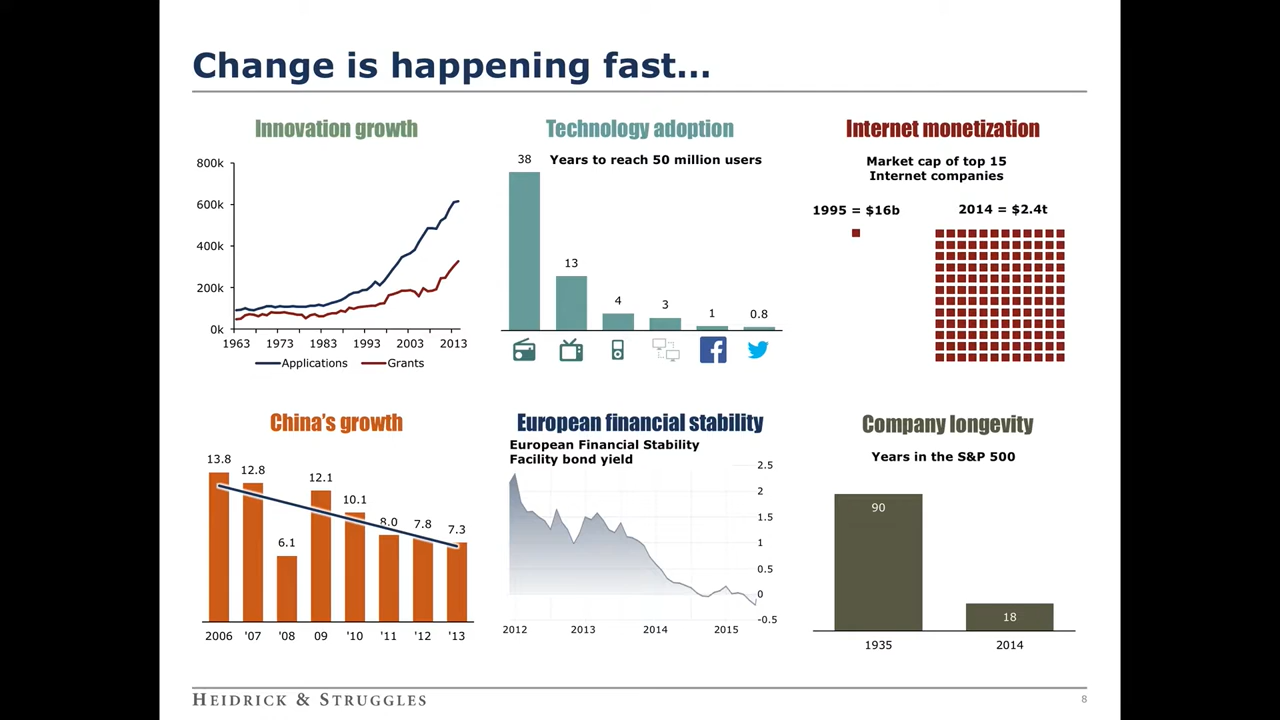 Change is happening fast...
Innovation growth
800k
600k
400k
200k
0k
1963 1973 1983 1993 2003 2013
Applications Grants
Technology adoption
Years to reach 50 million users
38
13
4
3
1
0.8
Internet monetization
Market cap of top 15
Internet companies
1995 = $16b
2014 = $2.4t
China's growth
13.8
12.8
6.1
12.1
10.1
8.0
7.8
7.3
2006 '07 '08 09 '10 '11 '12 '13
European financial stability
European Financial Stability
Facility bond yield
2.5
2
1.5
1
0.5
0
-0.5
2012 2013 2014 2015
Company longevity
Years in the S&P 500
90
18
1935 2014
HEIDRICK & STRUGGLES
8